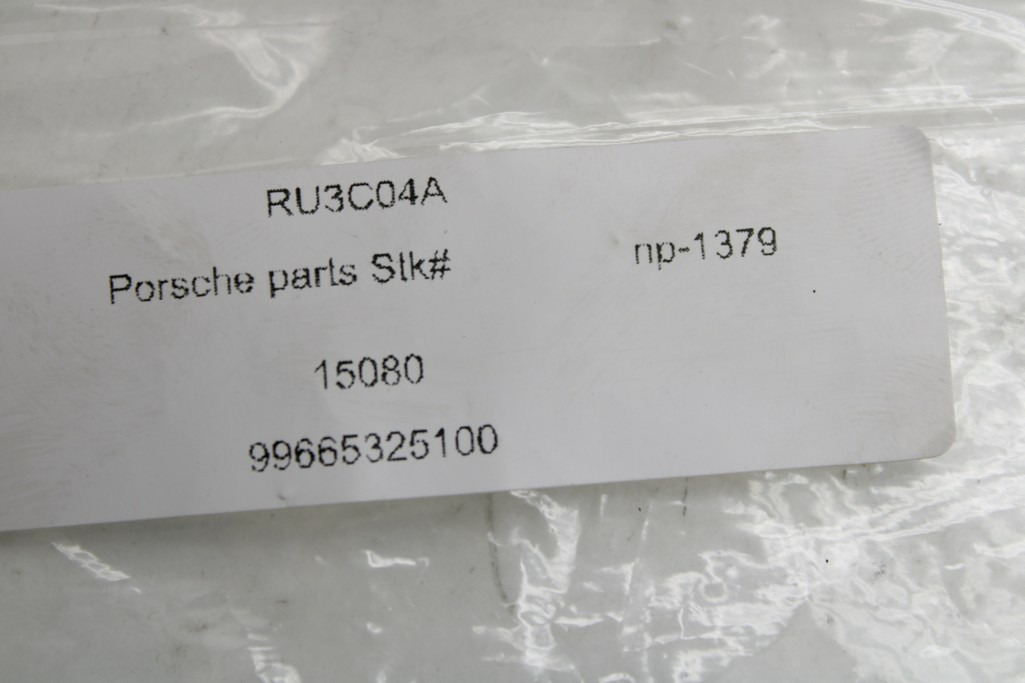 RU3C04A
Porsche parts Stk# np-1379
15080
99665325100